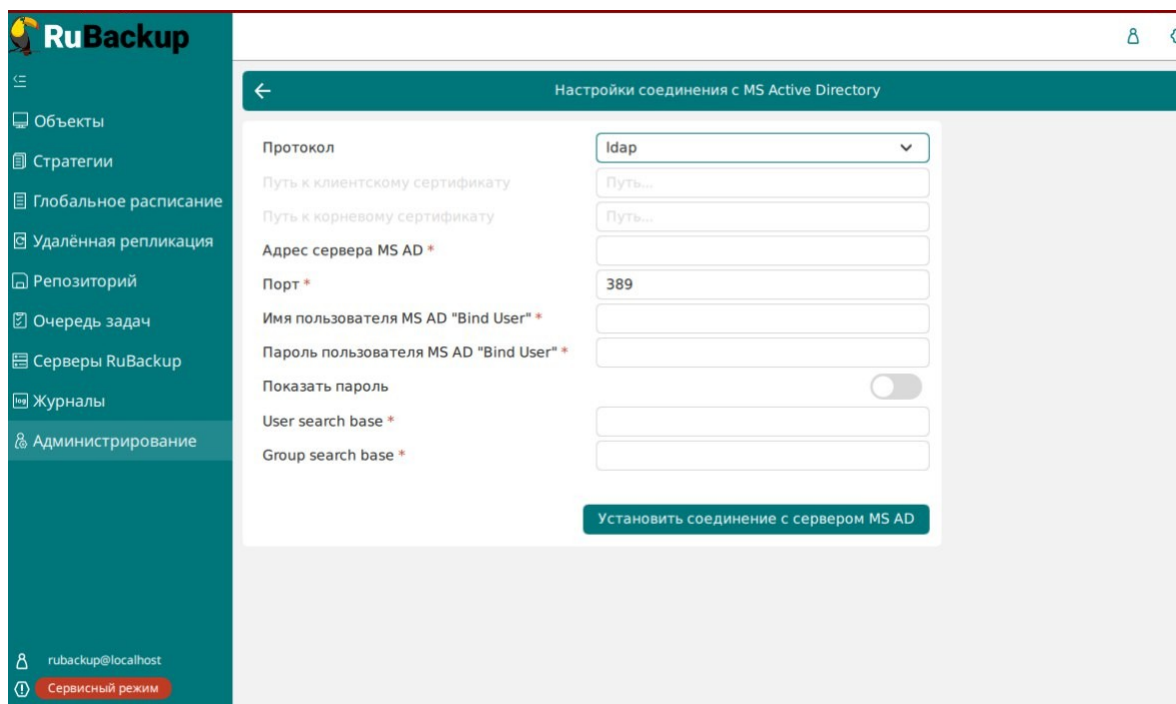 RuBackup
Настройки соединения с MS Active Directory
Объекты
Стратегии
Глобальное расписание
Удалённая репликация
Репозиторий
Очередь задач
Серверы RuBackup
Журналы
Администрирование
rubackup@localhost
Сервисный режим
Протокол ldap
Путь к клиентскому сертификату Путь...
Путь к корневому сертификату Путь...
Адрес сервера MS AD *
Порт * 389
Имя пользователя MS AD "Bind User" *
Пароль пользователя MS AD "Bind User" *
Показать пароль
User search base *
Group search base *
Установить соединение с сервером MS AD